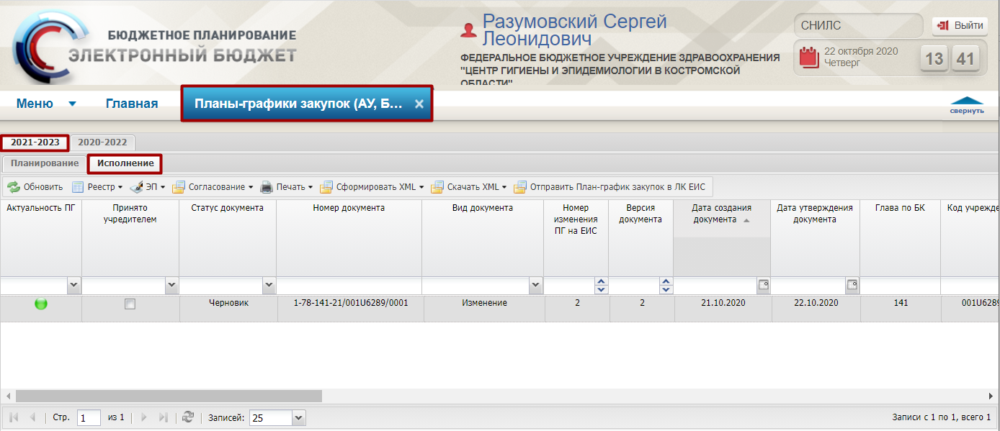 БЮДЖЕТНОЕ ПЛАНИРОВАНИЕ
ЭЛЕКТРОННЫЙ БЮДЖЕТ
Разумовский Сергей
Леонидович
ФЕДЕРАЛЬНОЕ БЮДЖЕТНОЕ УЧРЕЖДЕНИЕ ЗДРАВООХРАНЕНИЯ
"ЦЕНТР ГИГИЕНЫ И ЭПИДЕМИОЛОГИИ В КОСТРОМСКОЙ
ОБЛАСТИ"
СНИЛС
Выйти
22 октября 2020
Четверг
13 41
Меню Главная Планы-графики закупок (АУ, Б...
свернуть
2021-2023 2020-2022
Планирование Исполнение
Обновить Реестр ЭП Согласование Печать Сформировать XML Скачать XML Отправить План-график закупок в ЛК ЕИС
Актуальность ПГ
Принято
учредителем
Статус документа
Номер документа
Вид документа
Номер
изменения
ПГ на ЕИС
Версия
документа
Дата создания
документа
Дата утверждения
документа
Глава по БК
Код учрежде
Черновик 1-78-141-21/001U6289/0001 Изменение 2 2 21.10.2020 22.10.2020 141 001U6289
Стр. 1 из 1 Записей: 25
Записи с 1 по 1, всего 1